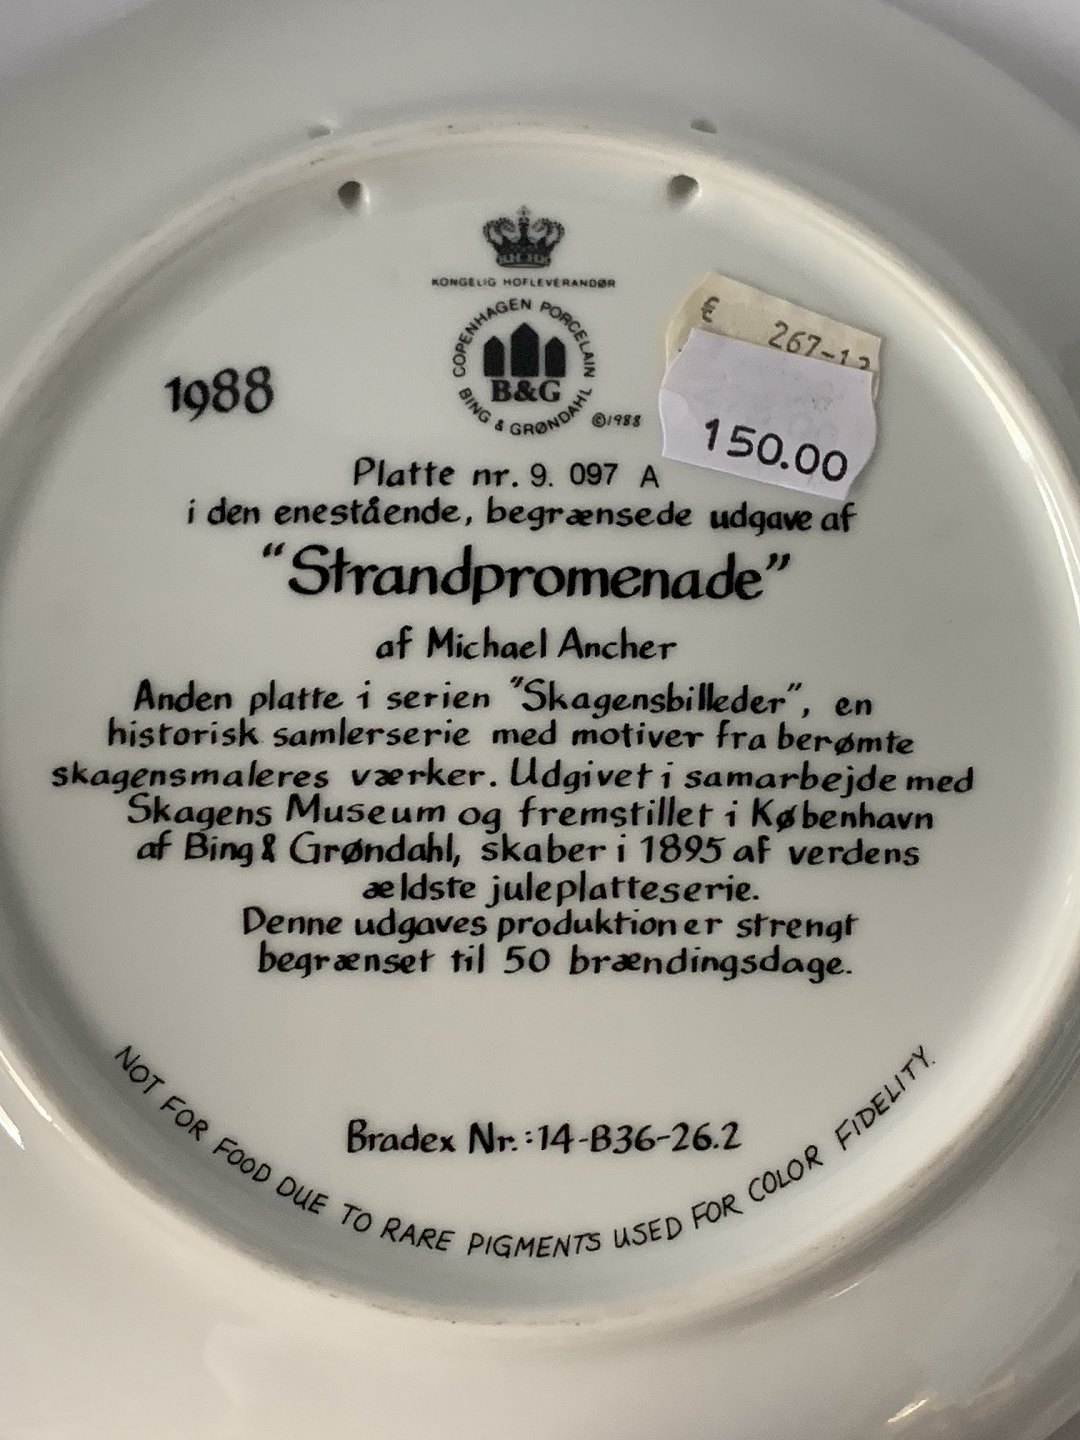 KONGELIG HOFLEVERANDØR
COPENHAGEN PORCELAIN
B&G
BING & GRØNDAHL
©1988
1988
€ 267-12
150.00
Platte nr. 9. 097 A
i den enestående, begrænsede udgave af
"Strandpromenade"
af Michael Ancher
Anden platte i serien "Skagensbilleder", en
historisk samlerserie med motiver fra berømte
skagensmaleres værker. Udgivet i samarbejde med
Skagens Museum og fremstillet i København
af Bing & Grøndahl, skaber i 1895 af verdens
ældste juleplatteserie.
Denne udgaves produktion er strengt
begrænset til 50 brændingsdage.
Bradex Nr.:14-B36-26.2
NOT FOR FOOD DUE TO RARE PIGMENTS USED FOR COLOR FIDELITY.